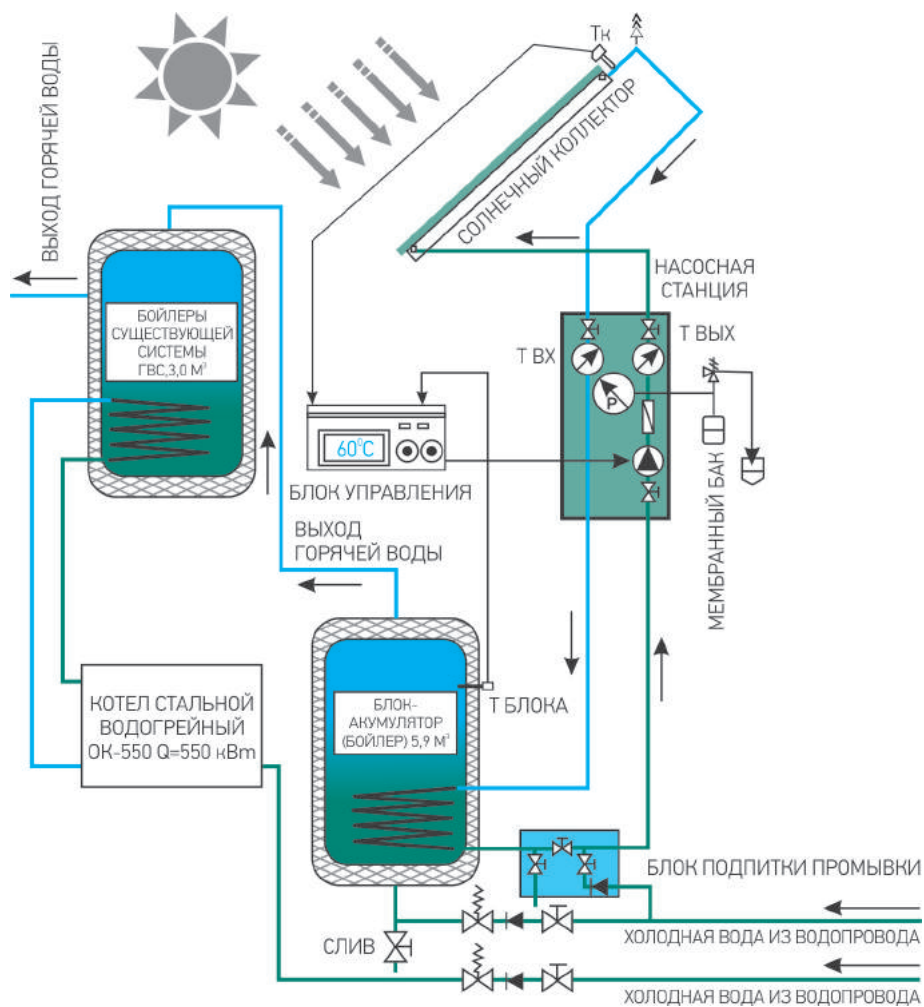 Тк
ВЫХОД ГОРЯЧЕЙ ВОДЫ
СОЛНЕЧНЫЙ КОЛЛЕКТОР
НАСОСНАЯ
СТАНЦИЯ
БОЙЛЕРЫ
СУЩЕСТВУЮЩЕЙ
СИСТЕМЫ
ГВС,3,0 М³
Т ВХ
Т ВЫХ
Р
60⁰С
БЛОК УПРАВЛЕНИЯ
МЕМБРАННЫЙ БАК
ВЫХОД
ГОРЯЧЕЙ ВОДЫ
КОТЕЛ СТАЛЬНОЙ
ВОДОГРЕЙНЫЙ
ОК-550 Q=550 кВт
БЛОК-
АКУМУЛЯТОР
(БОЙЛЕР) 5,9 М³
Т БЛОКА
БЛОК ПОДПИТКИ ПРОМЫВКИ
СЛИВ
ХОЛОДНАЯ ВОДА ИЗ ВОДОПРОВОДА
ХОЛОДНАЯ ВОДА ИЗ ВОДОПРОВОДА